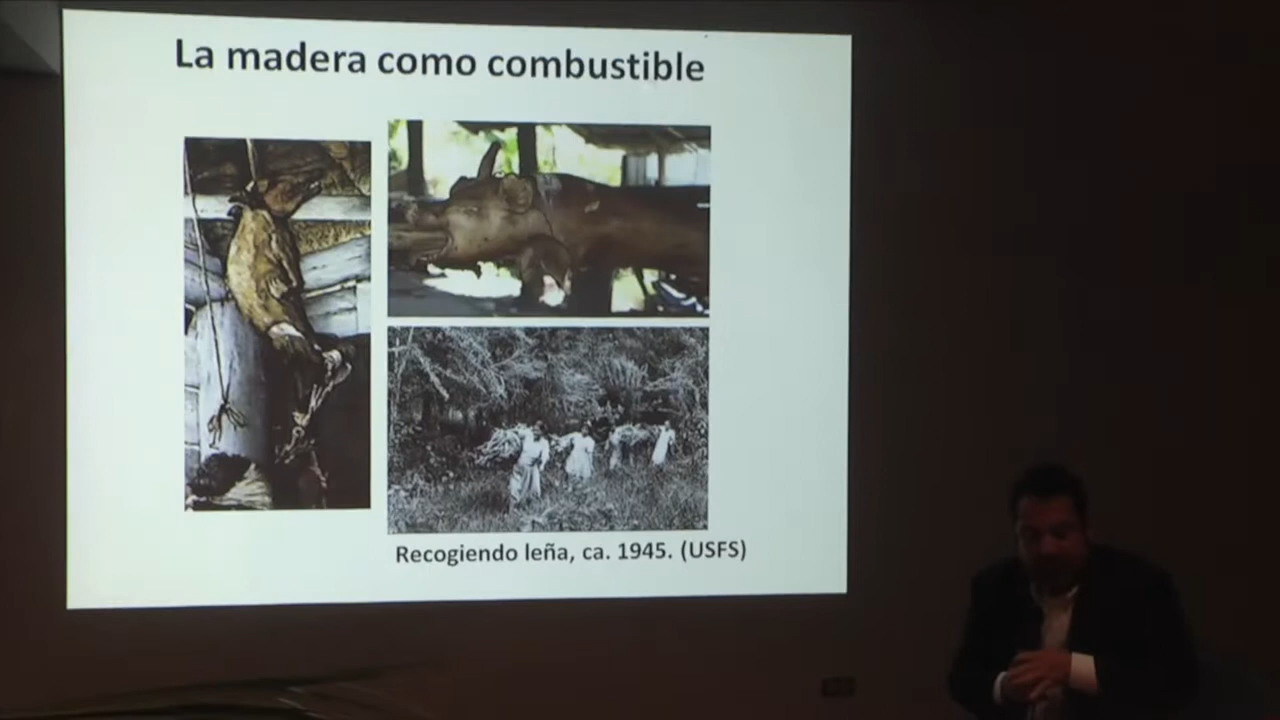 La madera como combustible
Recogiendo leña, ca. 1945. (USFS)